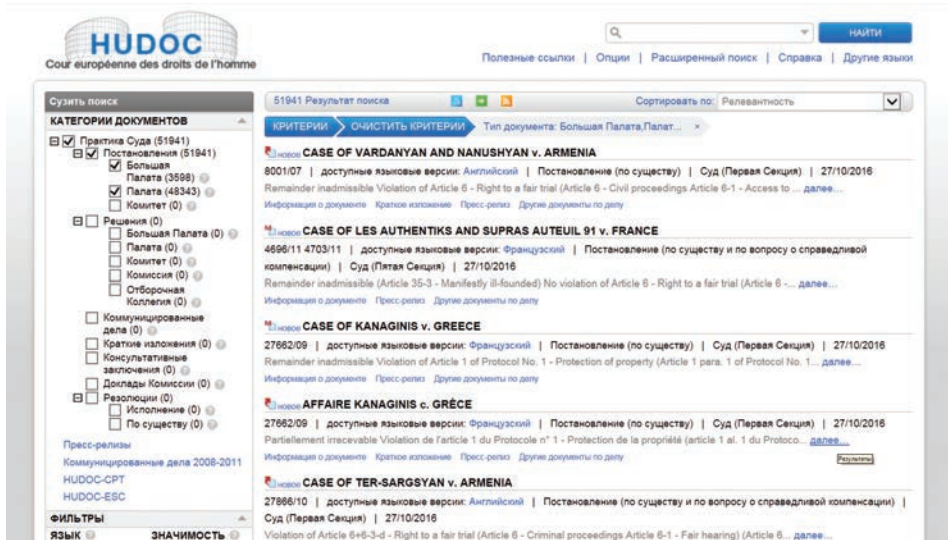 HUDOC
Cour européenne des droits de l'homme
НАЙТИ
Полезные ссылки | Опции | Расширенный поиск | Справка | Другие языки
Сузить поиск
КАТЕГОРИИ ДОКУМЕНТОВ
Практика Суда (51941)
Постановления (51941)
Большая
Палата (3598)
Палата (48343)
Комитет (0)
Решения (0)
Большая Палата (0)
Палата (0)
Комитет (0)
Комиссия (0)
Отборочная
Коллегия (0)
Коммуницированные
дела (0)
Краткие изложения (0)
Консультативные
заключения (0)
Доклады Комиссии (0)
Резолюции (0)
Исполнение (0)
По существу (0)
Пресс-релизы
Коммуницированные дела 2008-2011
HUDOC-CPT
HUDOC-ESC
ФИЛЬТРЫ
ЯЗЫК ЗНАЧИМОСТЬ
51941 Результат поиска Сортировать по: Релевантность
КРИТЕРИИ ОЧИСТИТЬ КРИТЕРИИ Тип документа: Большая Палата,Палат... ×
новое CASE OF VARDANYAN AND NANUSHYAN v. ARMENIA
8001/07 | доступные языковые версии: Английский | Постановление (по существу) | Суд (Первая Секция) | 27/10/2016
Remainder inadmissible Violation of Article 6 - Right to a fair trial (Article 6 - Civil proceedings Article 6-1 - Access to ... далее...
Информация о документе Краткое изложение Пресс-релиз Другие документы по делу
новое CASE OF LES AUTHENTIKS AND SUPRAS AUTEUIL 91 v. FRANCE
4696/11 4703/11 | доступные языковые версии: Французский | Постановление (по существу и по вопросу о справедливой
компенсации) | Суд (Пятая Секция) | 27/10/2016
Remainder inadmissible (Article 35-3 - Manifestly ill-founded) No violation of Article 6 - Right to a fair trial (Article 6 -... далее...
Информация о документе Пресс-релиз Другие документы по делу
новое CASE OF KANAGINIS v. GREECE
27662/09 | доступные языковые версии: Французский | Постановление (по существу) | Суд (Первая Секция) | 27/10/2016
Remainder inadmissible Violation of Article 1 of Protocol No. 1 - Protection of property (Article 1 para. 1 of Protocol No. 1... далее...
Информация о документе Пресс-релиз Другие документы по делу
новое AFFAIRE KANAGINIS c. GRÈCE
27662/09 | доступные языковые версии: Французский | Постановление (по существу) | Суд (Первая Секция) | 27/10/2016
Partiellement irrecevable Violation de l'article 1 du Protocole n° 1 - Protection de la propriété (article 1 al. 1 du Protoco... далее...
Информация о документе Краткое изложение Пресс-релиз Другие документы по делу
Результаты
новое CASE OF TER-SARGSYAN v. ARMENIA
27866/10 | доступные языковые версии: Английский | Постановление (по существу и по вопросу о справедливой компенсации) |
Суд (Первая Секция) | 27/10/2016
Violation of Article 6+6-3-d - Right to a fair trial (Article 6 - Criminal proceedings Article 6-1 - Fair hearing) (Article 6... далее...